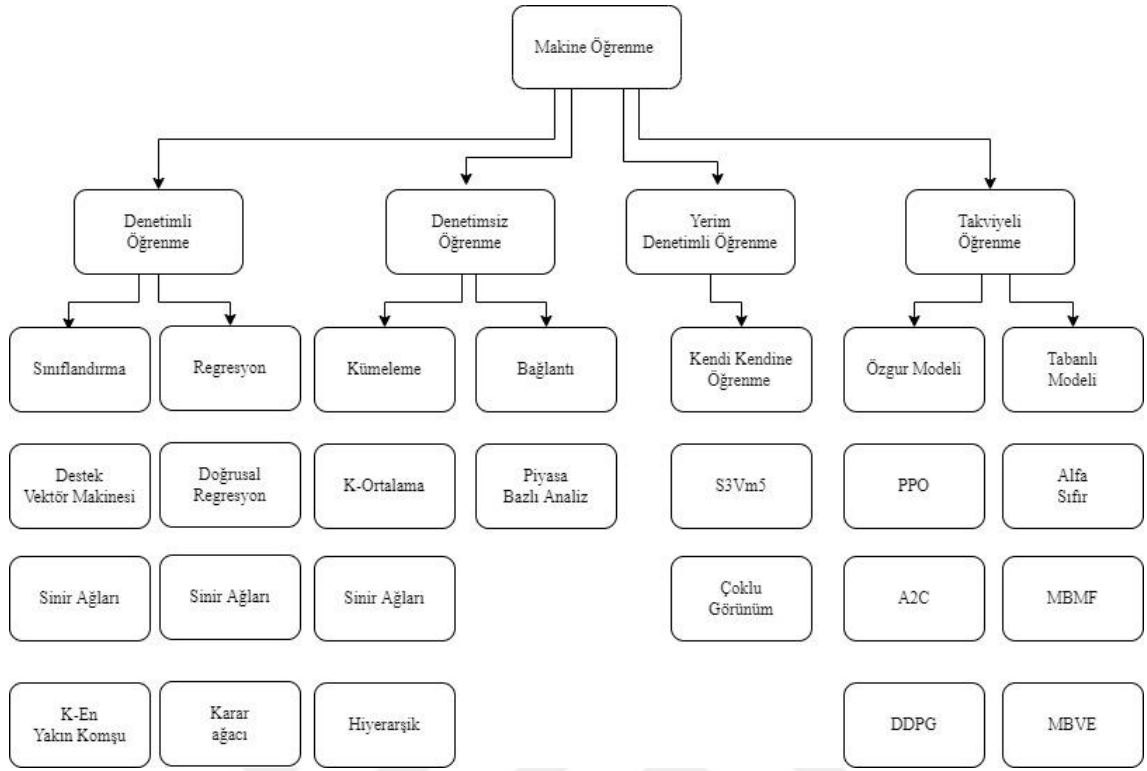 Makine Öğrenme
Denetimli
Öğrenme
Denetimsiz
Öğrenme
Yerim
Denetimli Öğrenme
Takviyeli
Öğrenme
Sınıflandırma
Regresyon
Kümeleme
Bağlantı
Kendi Kendine
Öğrenme
Özgur Modeli
Tabanlı
Modeli
Destek
Vektör Makinesi
Doğrusal
Regresyon
K-Ortalama
Piyasa
Bazlı Analiz
S3Vm5
PPO
Alfa
Sıfır
Sinir Ağları
Sinir Ağları
Sinir Ağları
Çoklu
Görünüm
A2C
MBMF
K-En
Yakın Komşu
Karar
ağacı
Hiyerarşik
DDPG
MBVE